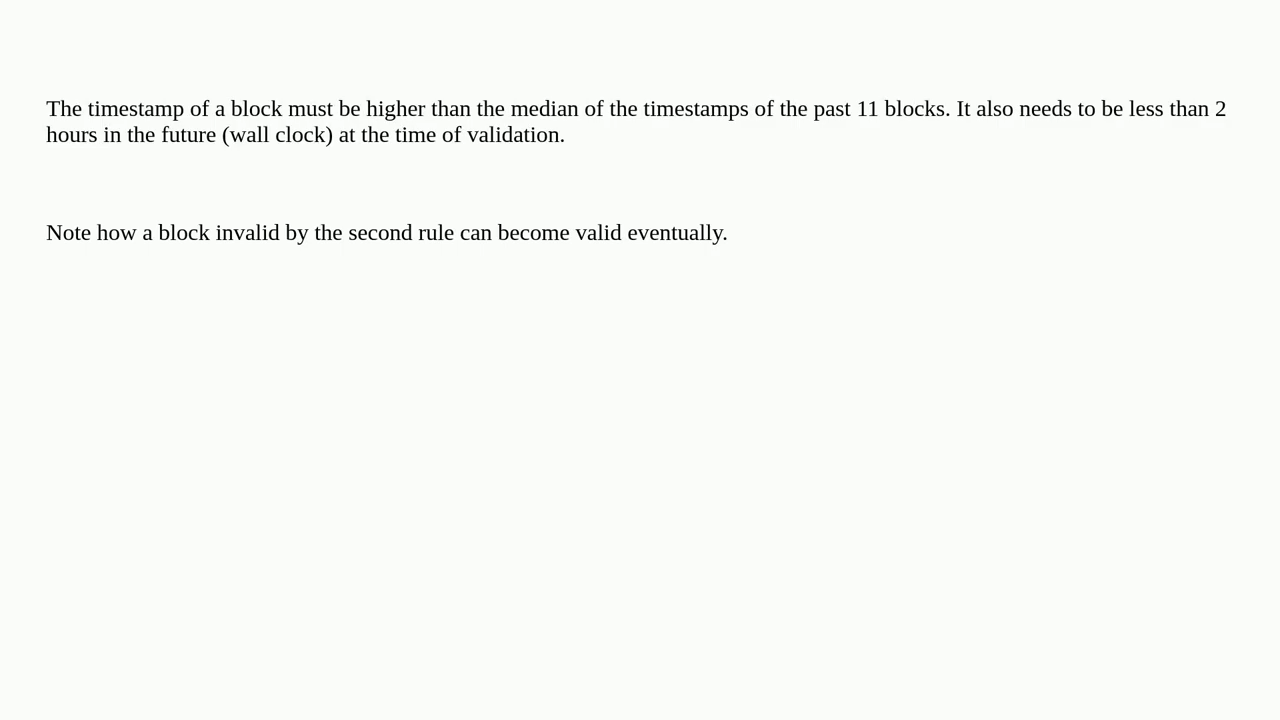 The timestamp of a block must be higher than the median of the timestamps of the past 11 blocks. It also needs to be less than 2
hours in the future (wall clock) at the time of validation.
Note how a block invalid by the second rule can become valid eventually.